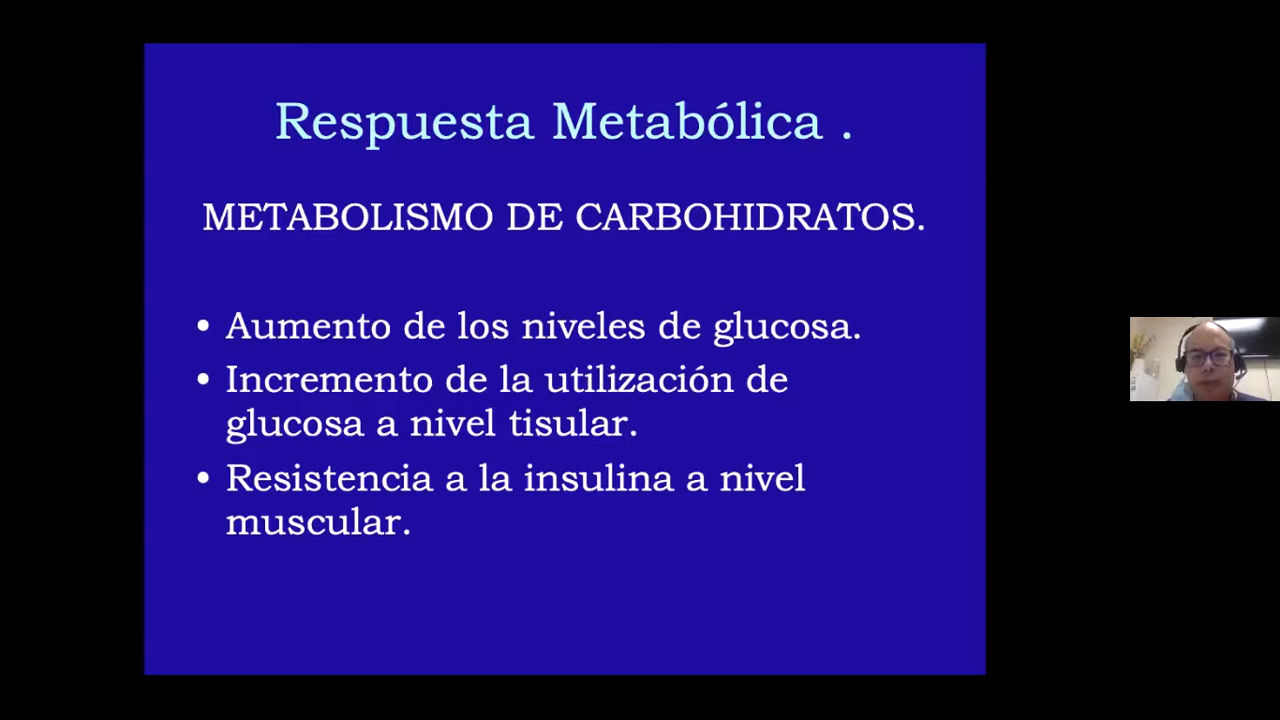 Respuesta Metabólica .
METABOLISMO DE CARBOHIDRATOS.
• Aumento de los niveles de glucosa.
• Incremento de la utilización de
glucosa a nivel tisular.
• Resistencia a la insulina a nivel
muscular.